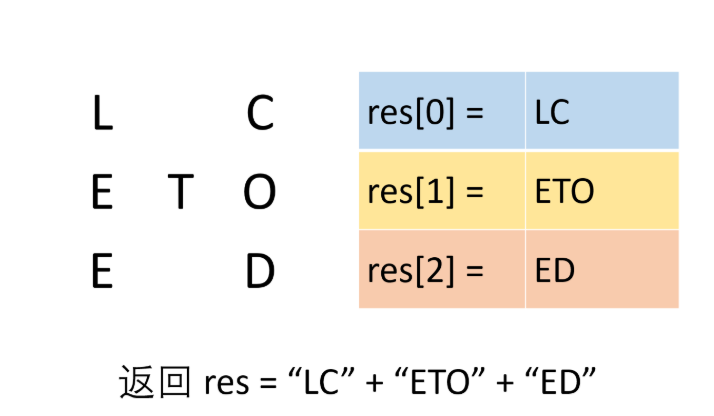 L C res[0] = LC
E T O res[1] = ETO
E D res[2] = ED
返回 res = “LC” + “ETO” + “ED”